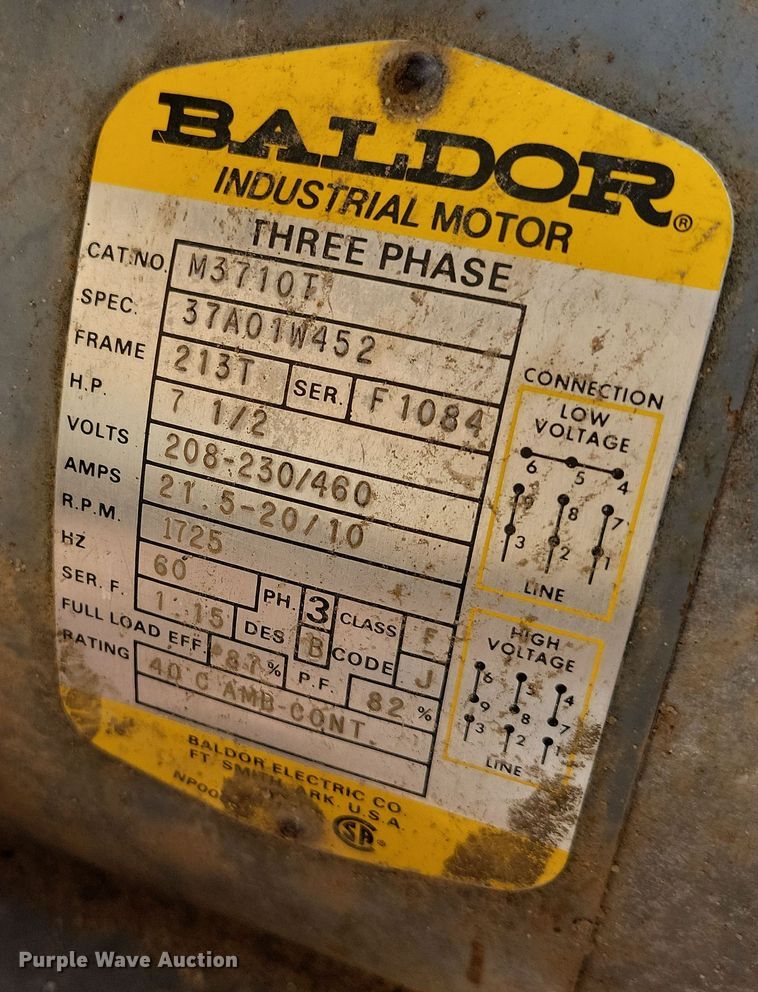 BALDOR®
INDUSTRIAL MOTOR
THREE PHASE
CAT.NO. M3710T
SPEC. 37A01W452
FRAME 213T SER. F1084
H.P. 7 1/2
VOLTS 208-230/460
AMPS 21.5-20/10
R.P.M. 1725
HZ 60 PH. 3 CLASS F
SER. F. 1.15 DES B CODE J
FULL LOAD EFF 87 % P.F. 82 %
RATING 40 C AMB-CONT.
CONNECTION
LOW
VOLTAGE
6 5 4
9 8 7
3 2 1
LINE
HIGH
VOLTAGE
6 5 4
9 8 7
3 2 1
LINE
BALDOR ELECTRIC CO.
FT. SMITH, ARK. U.S.A.
SA
Purple Wave Auction